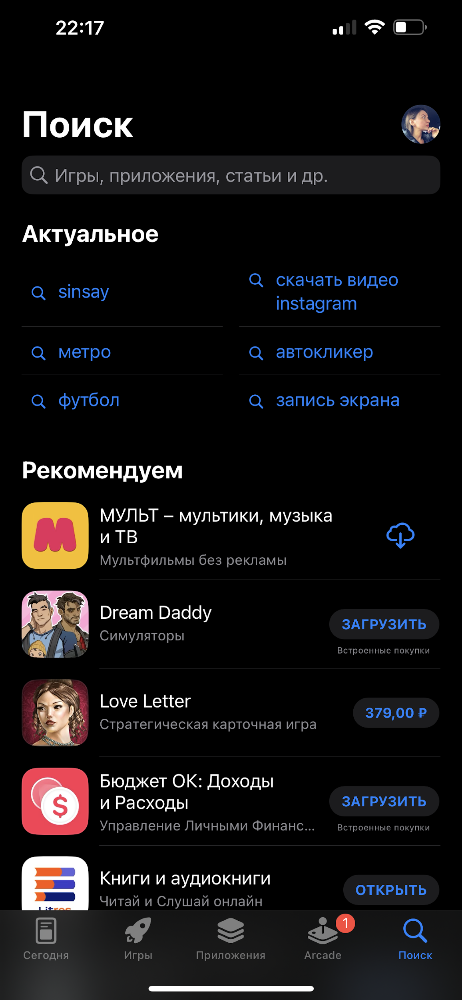 22:17
Поиск
Игры, приложения, статьи и др.
Актуальное
sinsay
скачать видео
instagram
метро
автокликер
футбол
запись экрана
Рекомендуем
МУЛЬТ – мультики, музыка
и ТВ
Мультфильмы без рекламы
Dream Daddy
Симуляторы
ЗАГРУЗИТЬ
Встроенные покупки
Love Letter
Стратегическая карточная игра
379,00 ₽
Бюджет ОК: Доходы
и Расходы
Управление Личными Финанс...
ЗАГРУЗИТЬ
Встроенные покупки
Litres
Книги и аудиокниги
Читай и Слушай онлайн
ОТКРЫТЬ
1
Сегодня
Игры
Приложения
Arcade
Поиск